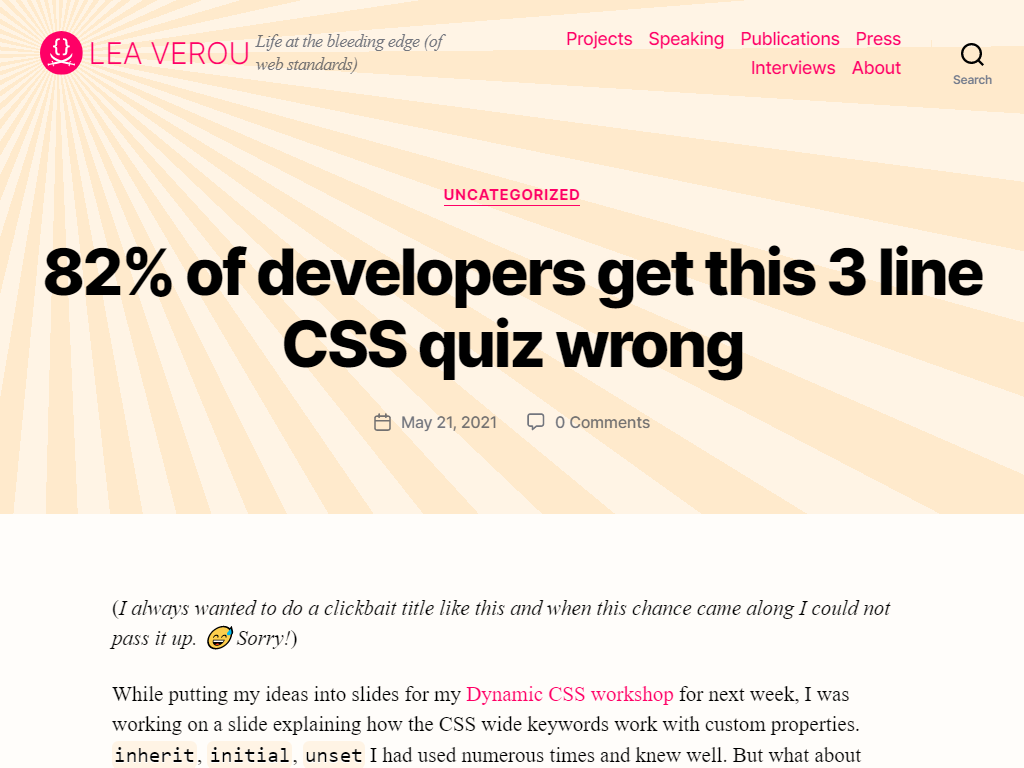 LEA VEROU
Life at the bleeding edge (of
web standards)
Projects Speaking Publications Press
Interviews About
Search
UNCATEGORIZED
82% of developers get this 3 line
CSS quiz wrong
May 21, 2021 0 Comments
(I always wanted to do a clickbait title like this and when this chance came along I could not
pass it up. 😅 Sorry!)
While putting my ideas into slides for my Dynamic CSS workshop for next week, I was
working on a slide explaining how the CSS wide keywords work with custom properties.
inherit, initial, unset I had used numerous times and knew well. But what about